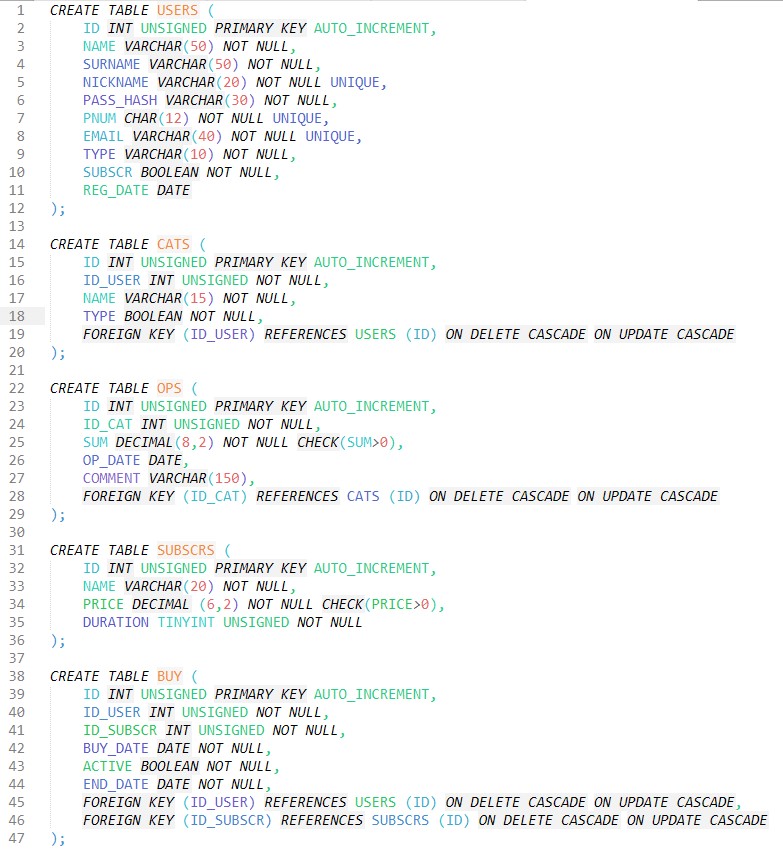 1 CREATE TABLE USERS (
2 ID INT UNSIGNED PRIMARY KEY AUTO_INCREMENT,
3 NAME VARCHAR(50) NOT NULL,
4 SURNAME VARCHAR(50) NOT NULL,
5 NICKNAME VARCHAR(20) NOT NULL UNIQUE,
6 PASS_HASH VARCHAR(30) NOT NULL,
7 PNUM CHAR(12) NOT NULL UNIQUE,
8 EMAIL VARCHAR(40) NOT NULL UNIQUE,
9 TYPE VARCHAR(10) NOT NULL,
10 SUBSCR BOOLEAN NOT NULL,
11 REG_DATE DATE
12 );
13
14 CREATE TABLE CATS (
15 ID INT UNSIGNED PRIMARY KEY AUTO_INCREMENT,
16 ID_USER INT UNSIGNED NOT NULL,
17 NAME VARCHAR(15) NOT NULL,
18 TYPE BOOLEAN NOT NULL,
19 FOREIGN KEY (ID_USER) REFERENCES USERS (ID) ON DELETE CASCADE ON UPDATE CASCADE
20 );
21
22 CREATE TABLE OPS (
23 ID INT UNSIGNED PRIMARY KEY AUTO_INCREMENT,
24 ID_CAT INT UNSIGNED NOT NULL,
25 SUM DECIMAL(8,2) NOT NULL CHECK(SUM>0),
26 OP_DATE DATE,
27 COMMENT VARCHAR(150),
28 FOREIGN KEY (ID_CAT) REFERENCES CATS (ID) ON DELETE CASCADE ON UPDATE CASCADE
29 );
30
31 CREATE TABLE SUBSCRS (
32 ID INT UNSIGNED PRIMARY KEY AUTO_INCREMENT,
33 NAME VARCHAR(20) NOT NULL,
34 PRICE DECIMAL (6,2) NOT NULL CHECK(PRICE>0),
35 DURATION TINYINT UNSIGNED NOT NULL
36 );
37
38 CREATE TABLE BUY (
39 ID INT UNSIGNED PRIMARY KEY AUTO_INCREMENT,
40 ID_USER INT UNSIGNED NOT NULL,
41 ID_SUBSCR INT UNSIGNED NOT NULL,
42 BUY_DATE DATE NOT NULL,
43 ACTIVE BOOLEAN NOT NULL,
44 END_DATE DATE NOT NULL,
45 FOREIGN KEY (ID_USER) REFERENCES USERS (ID) ON DELETE CASCADE ON UPDATE CASCADE,
46 FOREIGN KEY (ID_SUBSCR) REFERENCES SUBSCRS (ID) ON DELETE CASCADE ON UPDATE CASCADE
47 );